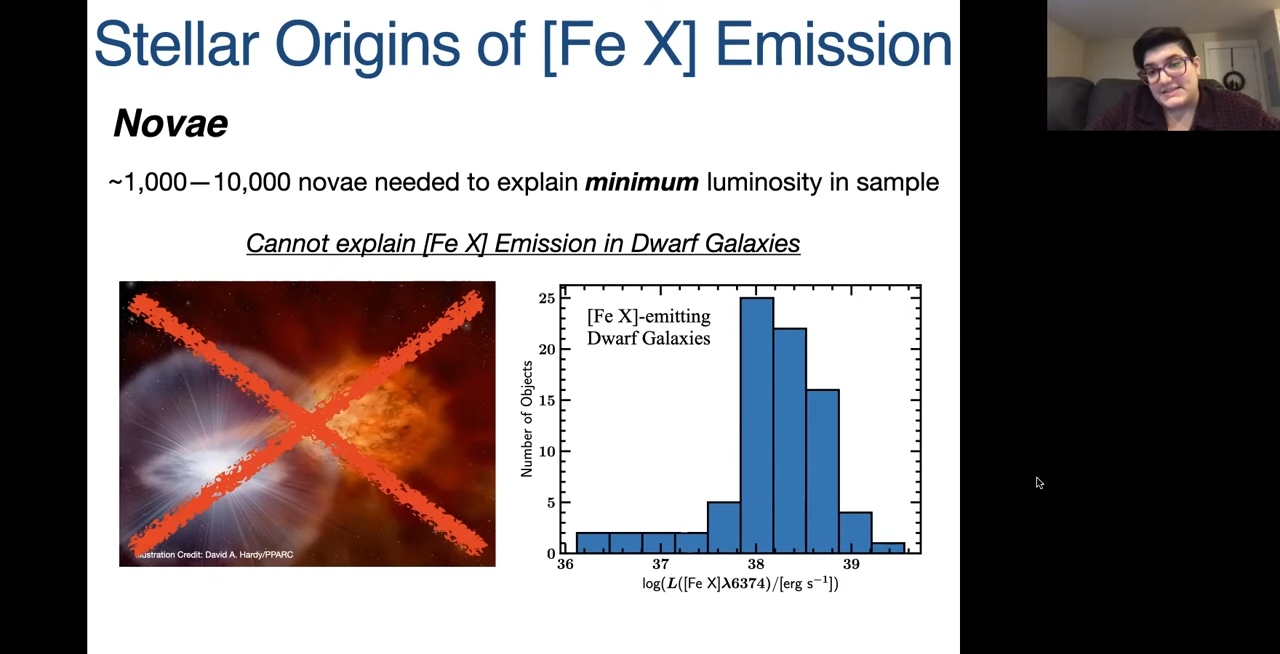 Stellar Origins of [Fe X] Emission
Novae
~1,000—10,000 novae needed to explain minimum luminosity in sample
Cannot explain [Fe X] Emission in Dwarf Galaxies
Credit: David A. Hardy/PPARC
[Fe X]-emitting
Dwarf Galaxies
Number of Objects
25
20
15
10
5
0
36 37 38 39
log(L([Fe X]λ6374)/[erg s⁻¹])